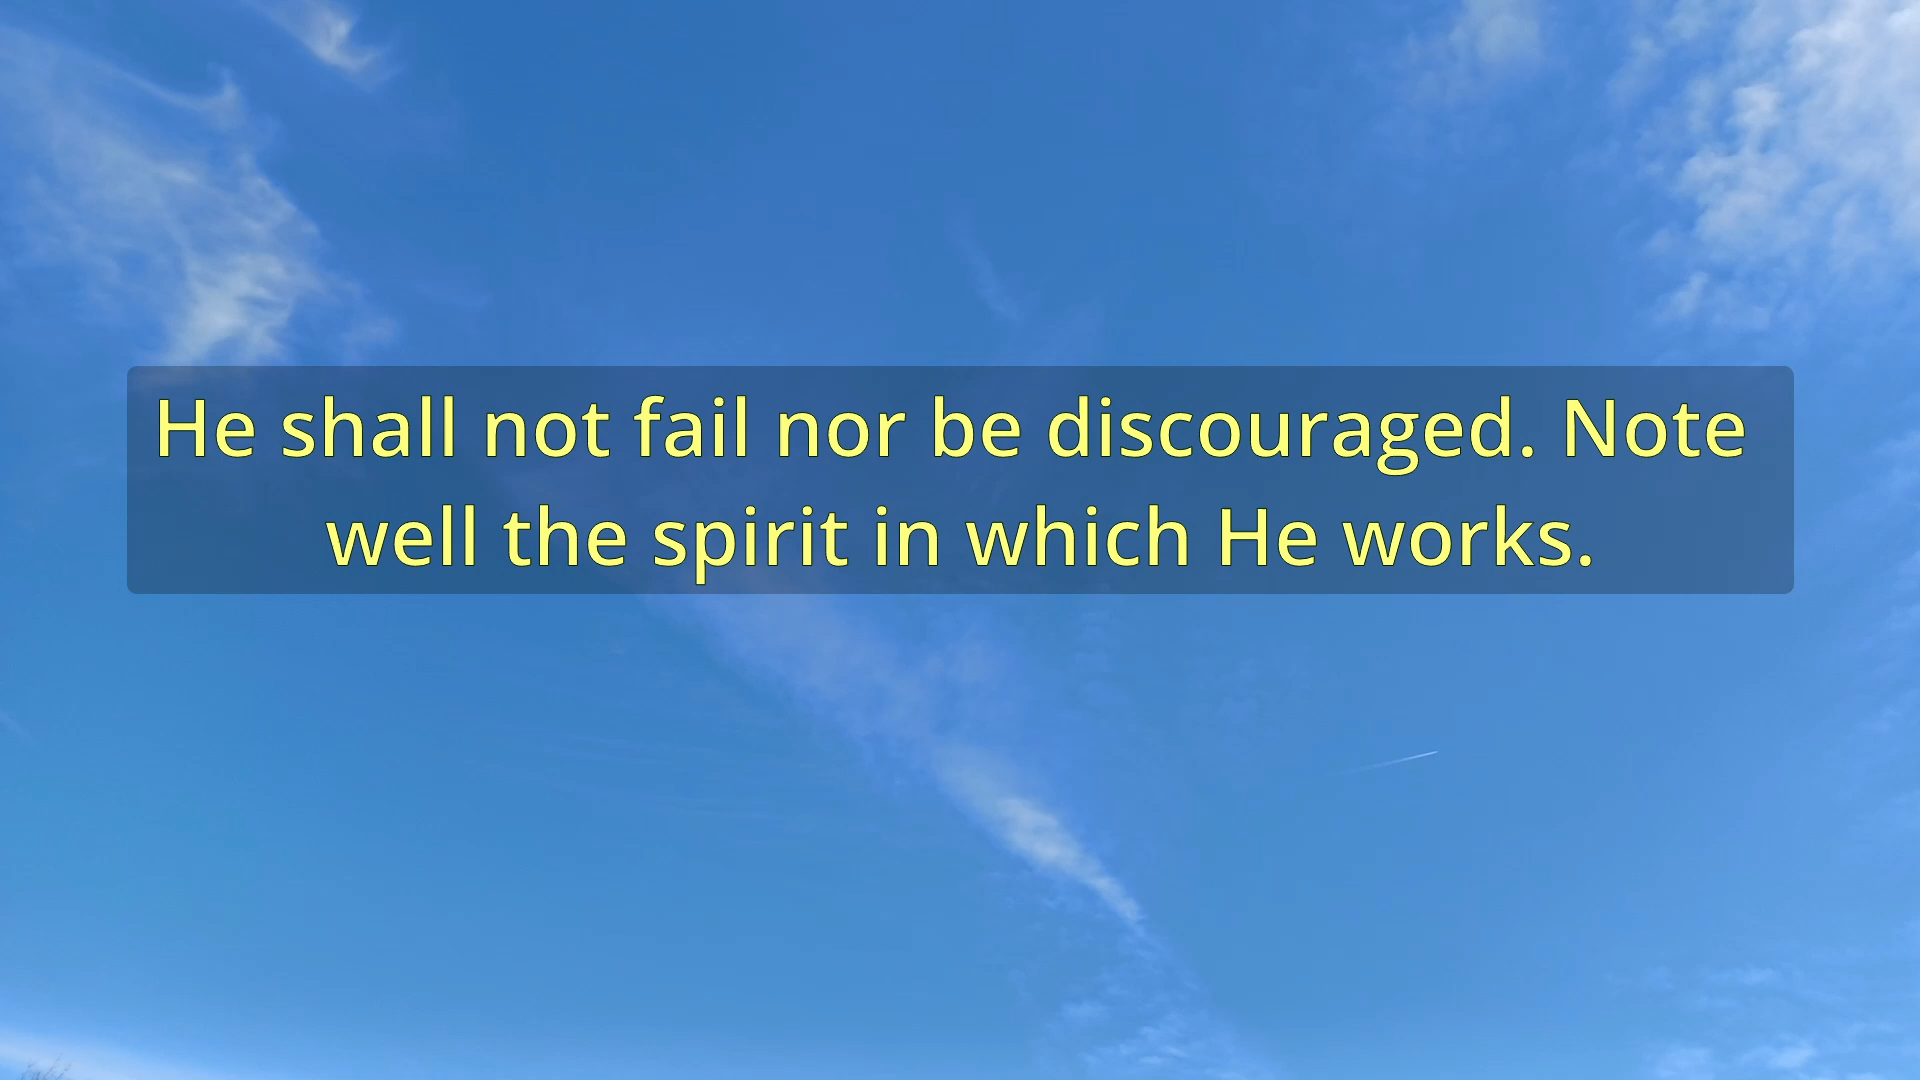 He shall not fail nor be discouraged. Note
well the spirit in which He works.